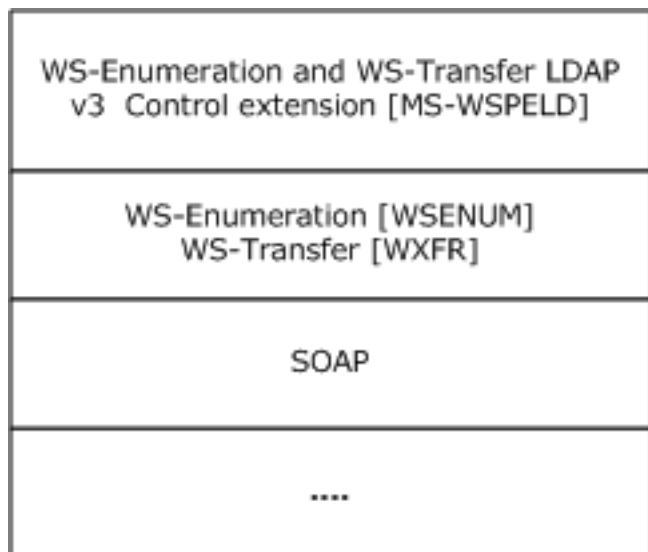 WS-Enumeration and WS-Transfer LDAP
v3  Control extension [MS-WSPELD]
WS-Enumeration [WSENUM]
WS-Transfer [WXFR]
SOAP
....